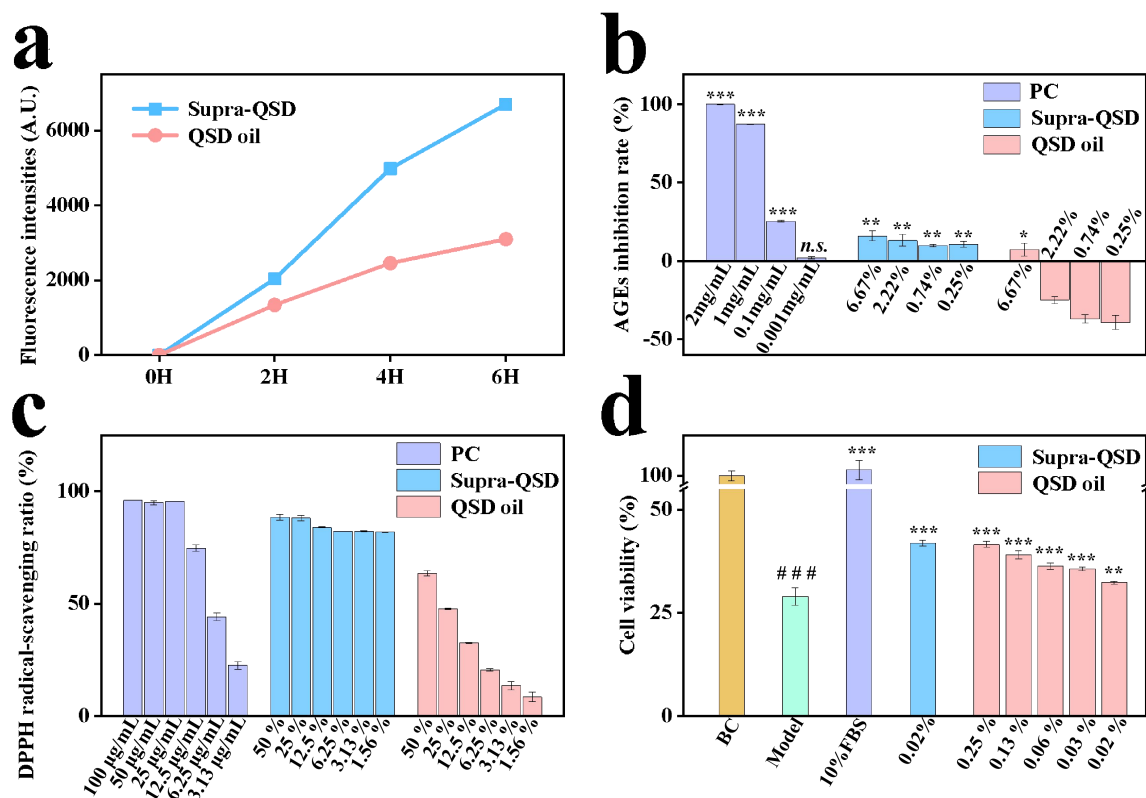 a
Fluorescence intensities (A.U.)
6000
4000
2000
0
Supra-QSD
QSD oil
0H
2H
4H
6H
b
AGEs inhibition rate (%)
100
50
0
-50
PC
Supra-QSD
QSD oil
***
***
***
n.s.
**
**
**
**
*
2mg/mL
1mg/mL
0.1mg/mL
0.001mg/mL
6.67%
2.22%
0.74%
0.25%
6.67%
2.22%
0.74%
0.25%
c
DPPH radical-scavenging ratio (%)
100
50
0
PC
Supra-QSD
QSD oil
100 µg/mL
50 µg/mL
25 µg/mL
12.5 µg/mL
6.25 µg/mL
3.13 µg/mL
50 %
25 %
12.5 %
6.25 %
3.13 %
1.56 %
50 %
25 %
12.5 %
6.25 %
3.13 %
1.56 %
d
Cell viability (%)
100
50
25
0
Supra-QSD
QSD oil
###
***
***
***
***
***
***
**
BC
Model
10%FBS
0.02%
0.25 %
0.13 %
0.06 %
0.03 %
0.02 %